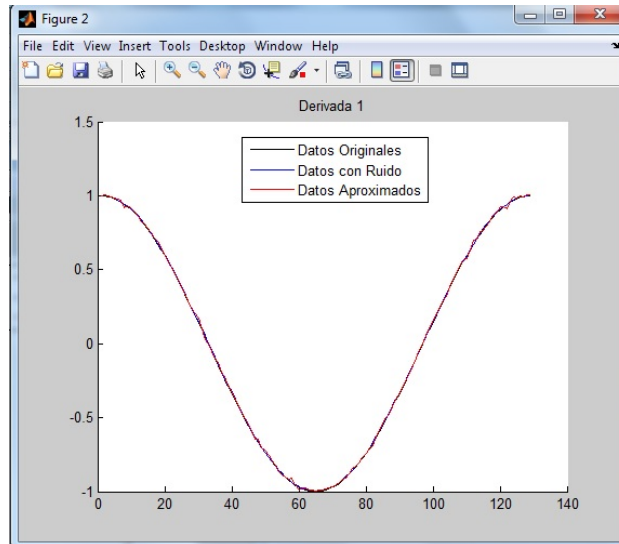 Figure 2
File Edit View Insert Tools Desktop Window Help
Derivada 1
1.5
Datos Originales
Datos con Ruido
Datos Aproximados
1
0.5
0
-0.5
-1
0 20 40 60 80 100 120 140